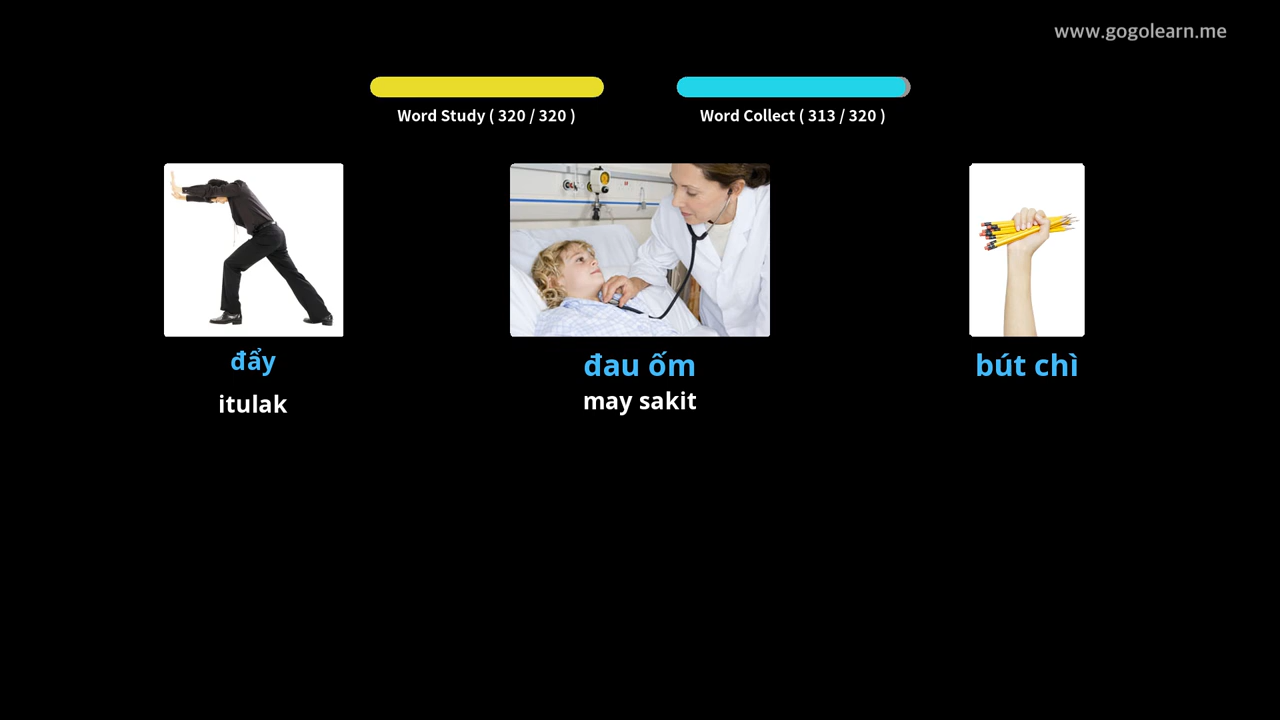 www.gogolearn.me
Word Study ( 320 / 320 )
Word Collect ( 313 / 320 )
đẩy
itulak
đau ốm
may sakit
bút chì